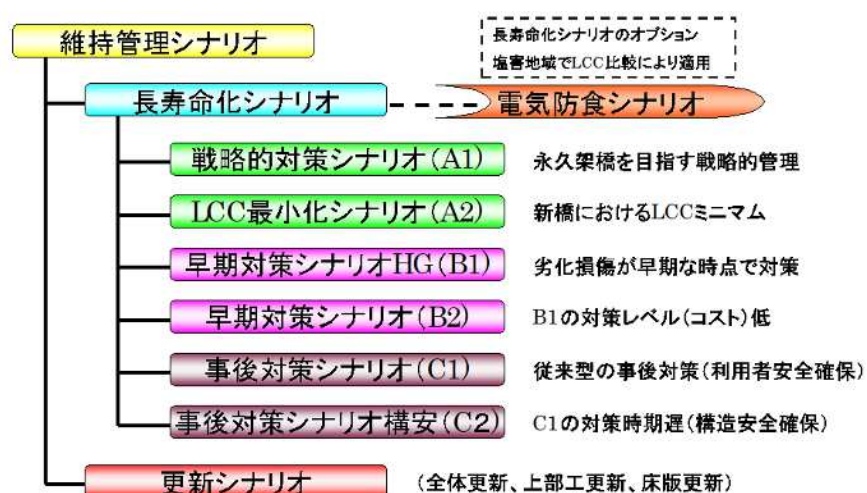 維持管理シナリオ
長寿命化シナリオのオプション
塩害地域でLCC比較により適用
長寿命化シナリオ
電気防食シナリオ
戦略的対策シナリオ(A1)
永久架橋を目指す戦略的管理
LCC最小化シナリオ(A2)
新橋におけるLCCミニマム
早期対策シナリオHG(B1)
劣化損傷が早期な時点で対策
早期対策シナリオ(B2)
B1の対策レベル(コスト)低
事後対策シナリオ(C1)
従来型の事後対策(利用者安全確保)
事後対策シナリオ構安(C2)
C1の対策時期遅(構造安全確保)
更新シナリオ
(全体更新、上部工更新、床版更新)